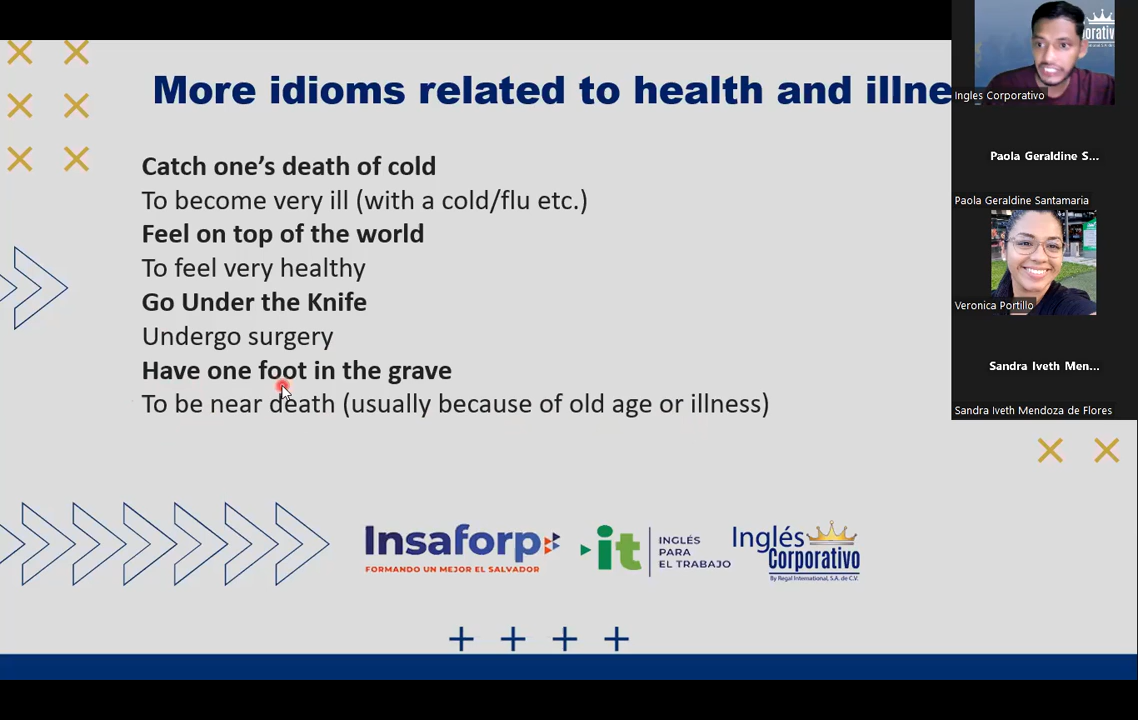 More idioms related to health and illne
Catch one's death of cold
To become very ill (with a cold/flu etc.)
Feel on top of the world
To feel very healthy
Go Under the Knife
Undergo surgery
Have one foot in the grave
To be near death (usually because of old age or illness)
Insaforp
FORMANDO UN MEJOR EL SALVADOR
it
INGLÉS
PARA
EL TRABAJO
Inglés
Corporativo
By Regal International, S.A. de C.V.
Ingles Corporativo
Paola Geraldine S...
Paola Geraldine Santamaria
Veronica Portillo
Sandra Iveth Men...
Sandra Iveth Mendoza de Flores